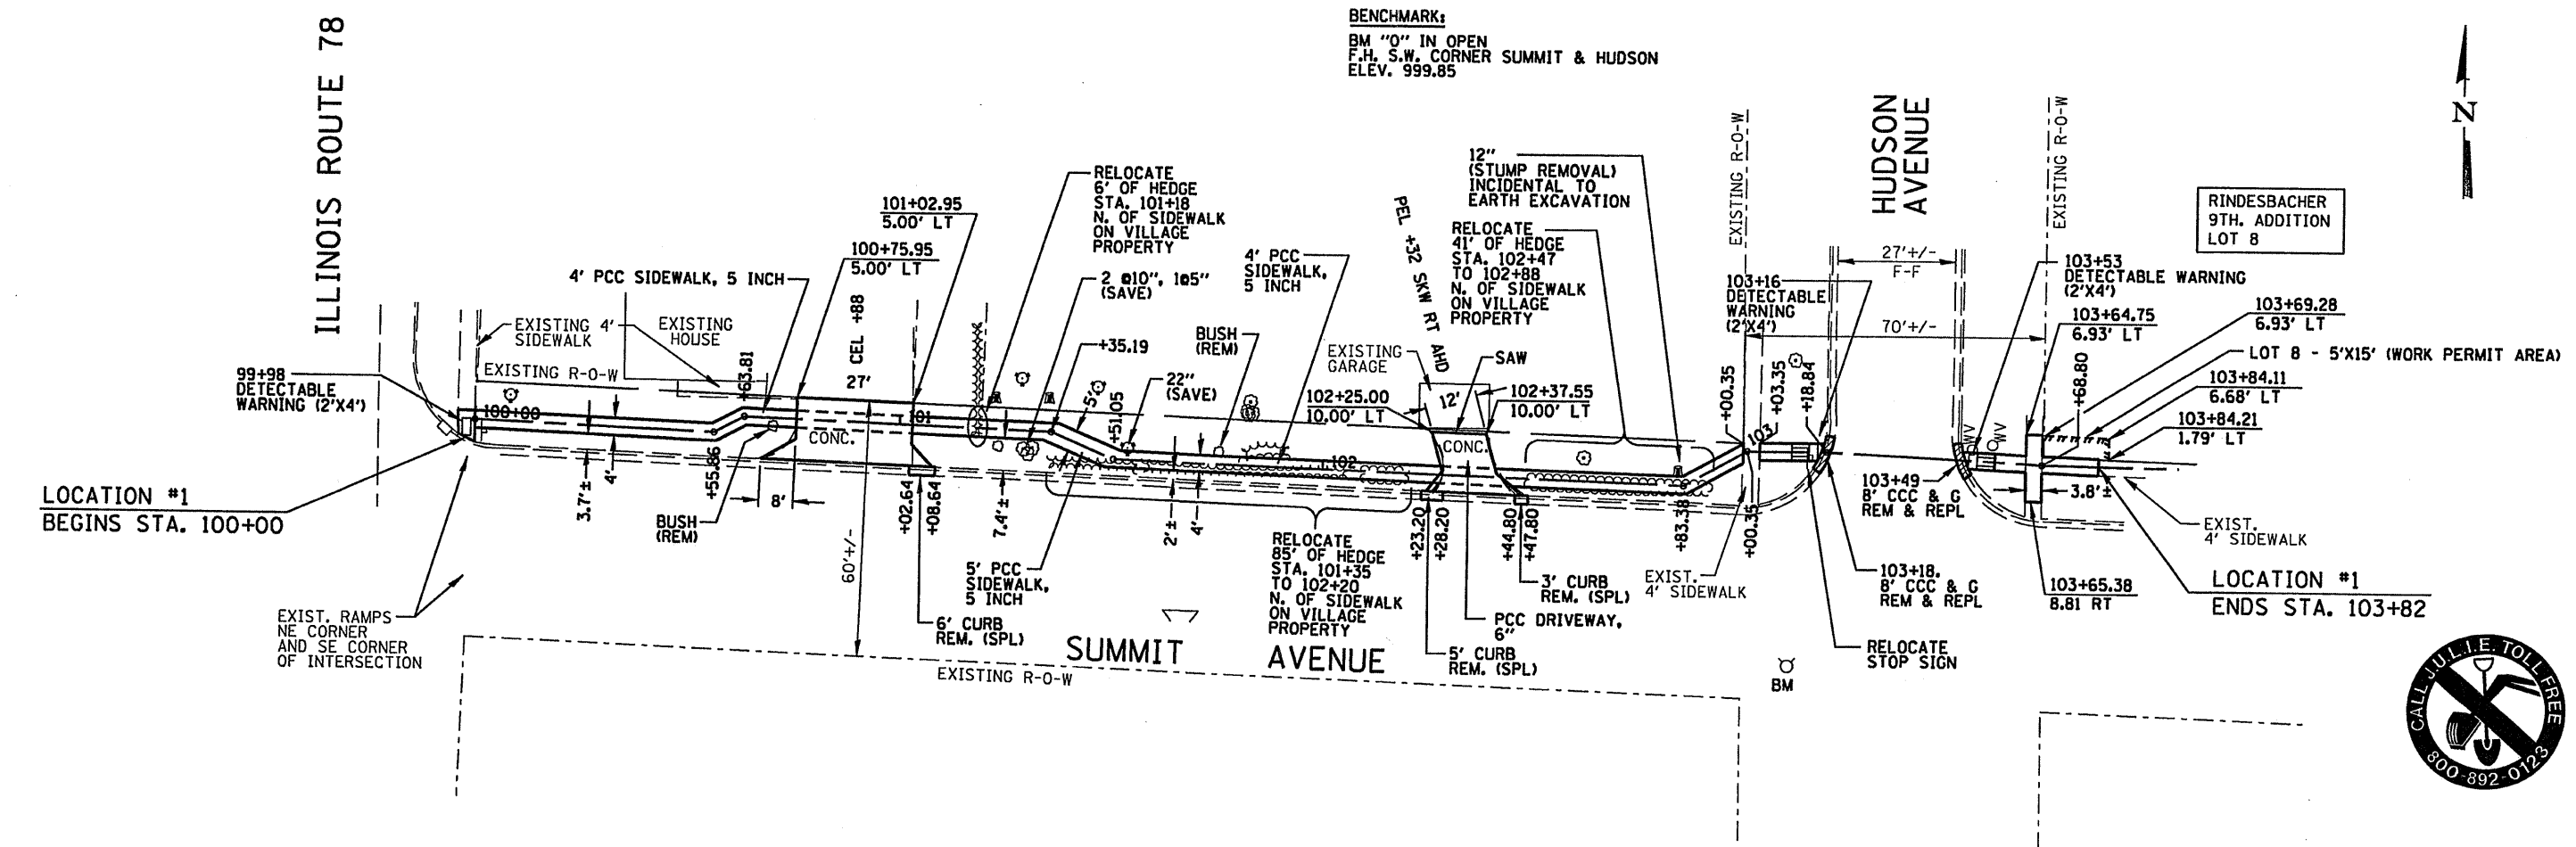 BENCHMARK:
BM "O" IN OPEN
F.H. S.W. CORNER SUMMIT & HUDSON
ELEV. 999.85
ILLINOIS ROUTE 78
HUDSON
AVENUE
N
RINDESBACHER
9TH. ADDITION
LOT 8
99+98
DETECTABLE
WARNING (2'X4')
LOCATION #1
BEGINS STA. 100+00
EXIST. RAMPS
NE CORNER
AND SE CORNER
OF INTERSECTION
EXISTING
SIDEWALK
4'
EXISTING
HOUSE
EXISTING R-O-W
100+00
4' PCC SIDEWALK, 5 INCH
+63.81
100+75.95
5.00' LT
101+02.95
5.00' LT
CEL +88
27'
101
CONC.
3.7'±
4'
+55.86
8'
BUSH
(REM)
60'+/-
+02.64
+08.64
6' CURB
REM. (SPL)
RELOCATE
6' OF HEDGE
STA. 101+18
N. OF SIDEWALK
ON VILLAGE
PROPERTY
2 @10", 1@5"
(SAVE)
+35.19
5'
+51.05
22"
(SAVE)
BUSH
(REM)
4' PCC
SIDEWALK,
5 INCH
7.4'±
5' PCC
SIDEWALK,
5 INCH
2'±
4'
102
RELOCATE
85' OF HEDGE
STA. 101+35
TO 102+20
N. OF SIDEWALK
ON VILLAGE
PROPERTY
SUMMIT AVENUE
EXISTING R-O-W
PEL +32 SKW RT AHD
EXISTING
GARAGE
12'
SAW
102+25.00
10.00' LT
102+37.55
10.00' LT
CONC.
+23.20
+28.20
+44.80
+47.80
5' CURB
REM. (SPL)
PCC DRIVEWAY,
6"
3' CURB
REM. (SPL)
12"
(STUMP REMOVAL)
INCIDENTAL TO
EARTH EXCAVATION
RELOCATE
41' OF HEDGE
STA. 102+47
TO 102+88
N. OF SIDEWALK
ON VILLAGE
PROPERTY
+83.38
EXIST.
4' SIDEWALK
EXISTING R-O-W
+00.35
+00.35
103
+03.35
+18.84
103+16
DETECTABLE
WARNING
(2'X4')
27'+/-
F-F
70'+/-
EXISTING R-O-W
WV
WV
103+49
8' CCC & G
REM & REPL
103+18.
8' CCC & G
REM & REPL
RELOCATE
STOP SIGN
BM
103+53
DETECTABLE WARNING
(2'X4')
103+64.75
6.93' LT
103+69.28
6.93' LT
+68.80
LOT 8 - 5'X15' (WORK PERMIT AREA)
103+84.11
6.68' LT
103+84.21
1.79' LT
3.8'±
EXIST.
4' SIDEWALK
103+65.38
8.81 RT
LOCATION #1
ENDS STA. 103+82
CALL J.U.L.I.E. TOLL FREE
800-892-0123